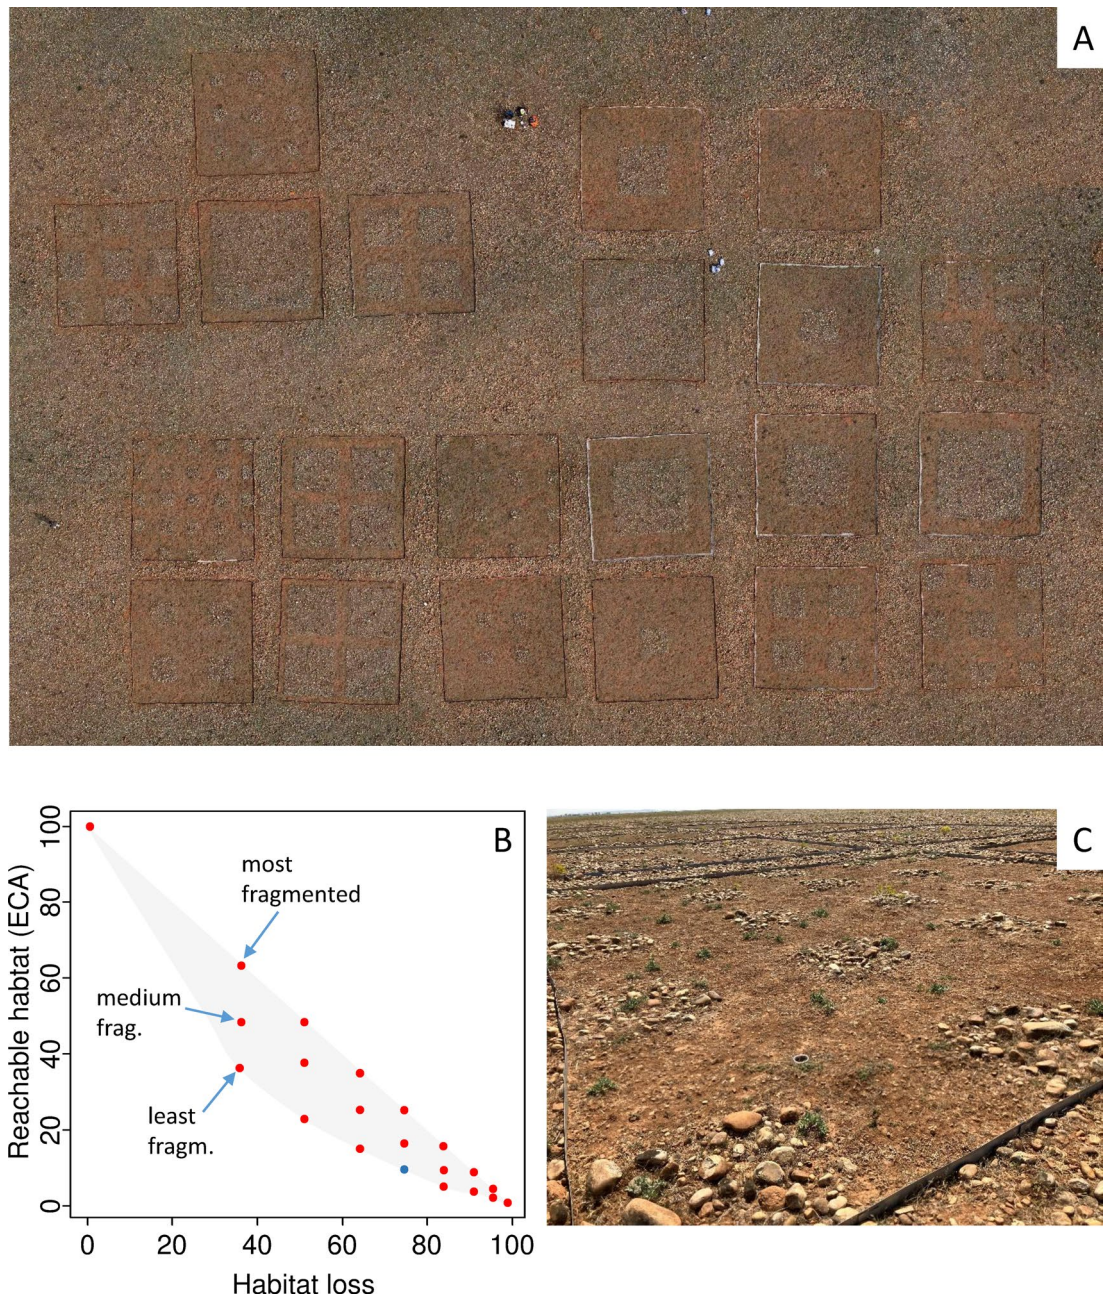 A
B
C
most
fragmented
medium
frag.
least
fragm.
Reachable habtat (ECA)
100
80
60
40
20
0
0
20
40
60
80
100
Habitat loss